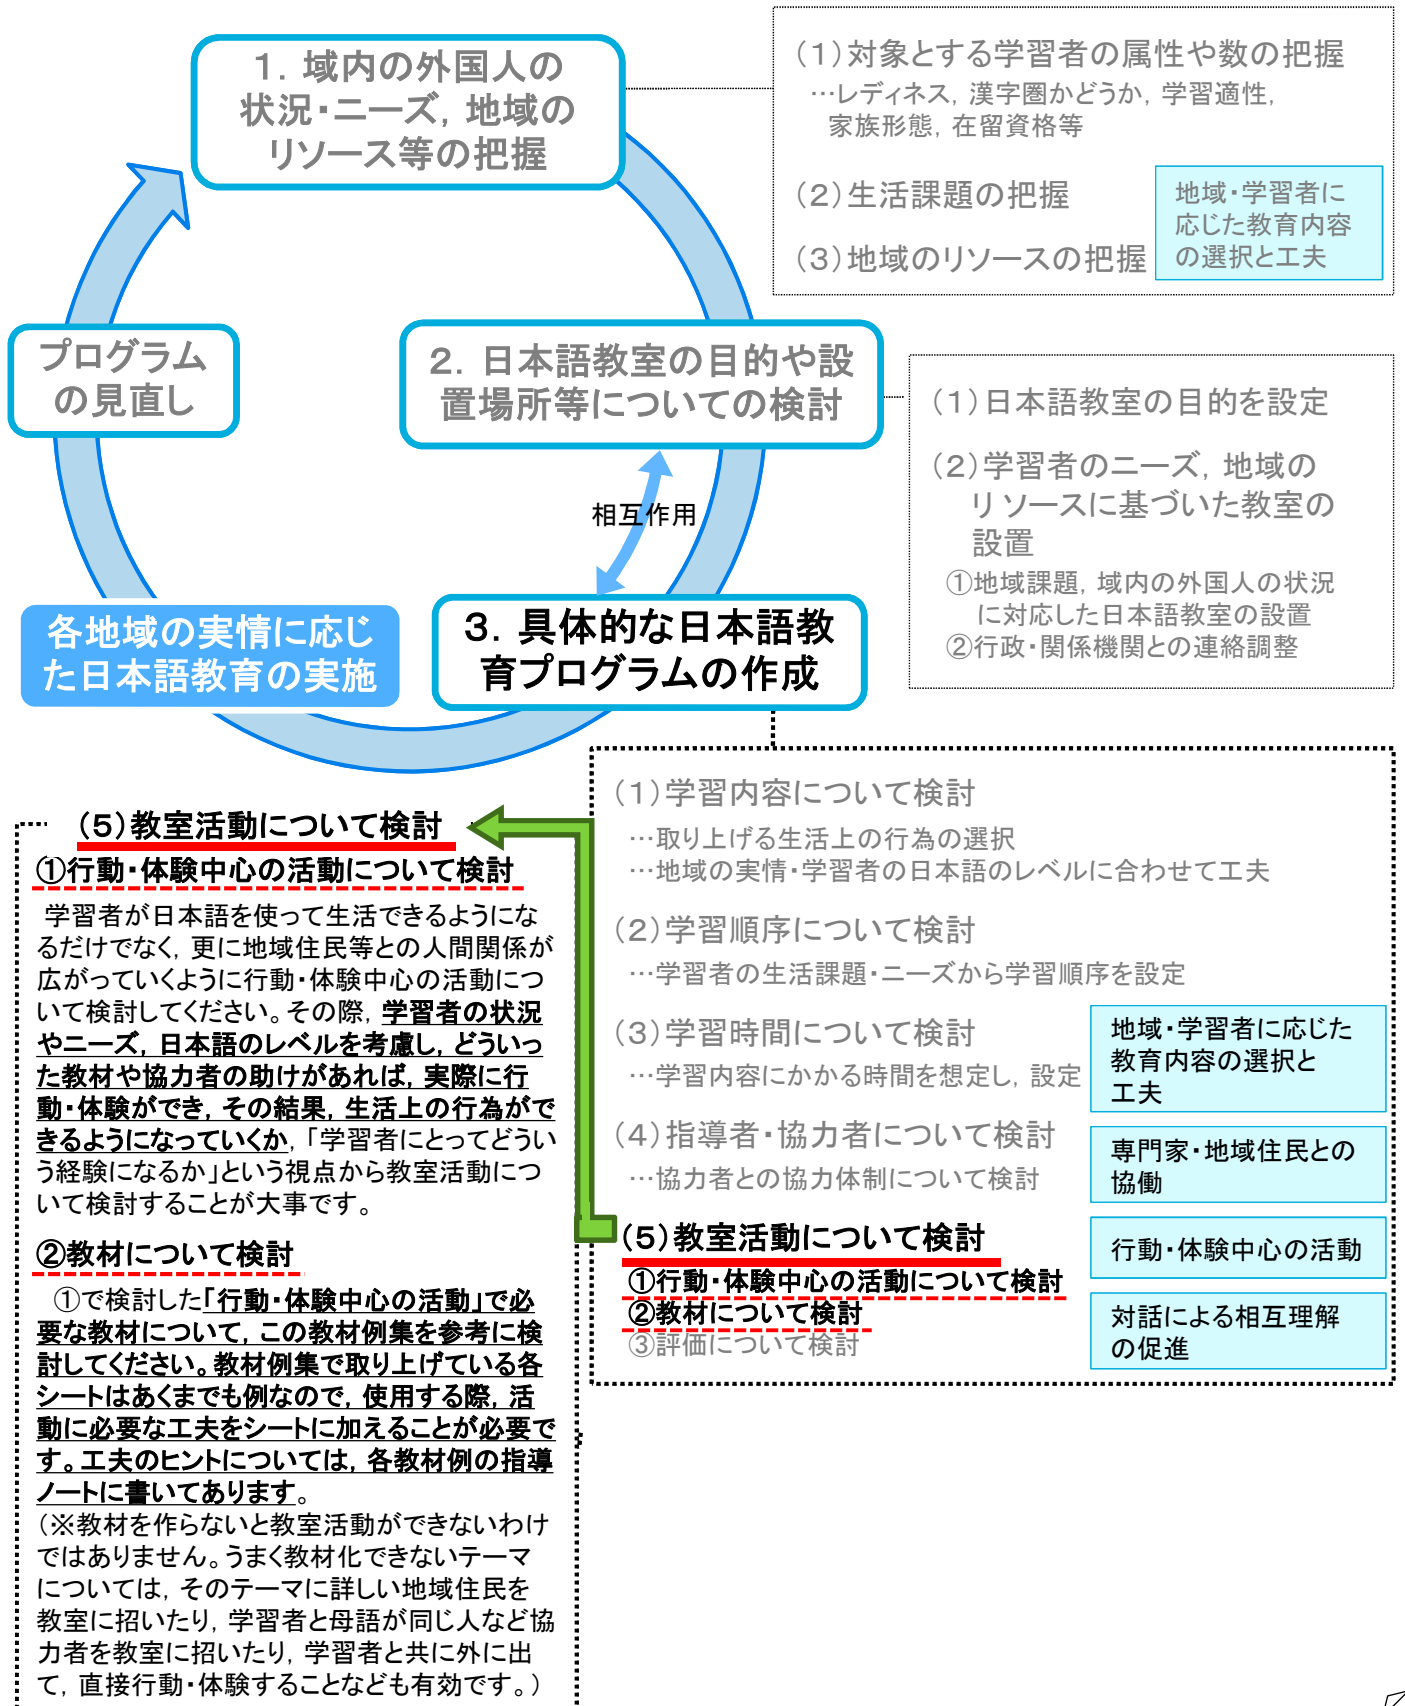 1．域内の外国人の
状況・ニーズ，地域の
リソース等の把握
（1）対象とする学習者の属性や数の把握
…レディネス，漢字圏かどうか，学習適性，
家族形態，在留資格等
（2）生活課題の把握
（3）地域のリソースの把握
地域・学習者に
応じた教育内容
の選択と工夫
プログラム
の見直し
2．日本語教室の目的や設
置場所等についての検討
（1）日本語教室の目的を設定
（2）学習者のニーズ，地域の
リソースに基づいた教室の
設置
①地域課題，域内の外国人の状況
に対応した日本語教室の設置
②行政・関係機関との連絡調整
相互作用
各地域の実情に応じ
た日本語教育の実施
3．具体的な日本語教
育プログラムの作成
（1）学習内容について検討
…取り上げる生活上の行為の選択
…地域の実情・学習者の日本語のレベルに合わせて工夫
（2）学習順序について検討
…学習者の生活課題・ニーズから学習順序を設定
（3）学習時間について検討
…学習内容にかかる時間を想定し，設定
（4）指導者・協力者について検討
…協力者との協力体制について検討
（5）教室活動について検討
①行動・体験中心の活動について検討
②教材について検討
③評価について検討
地域・学習者に応じた
教育内容の選択と
工夫
専門家・地域住民との
協働
行動・体験中心の活動
対話による相互理解
の促進
（5）教室活動について検討
①行動・体験中心の活動について検討
学習者が日本語を使って生活できるようにな
るだけでなく，更に地域住民等との人間関係が
広がっていくように行動・体験中心の活動につ
いて検討してください。その際，学習者の状況
やニーズ，日本語のレベルを考慮し，どういっ
た教材や協力者の助けがあれば，実際に行
動・体験ができ，その結果，生活上の行為がで
きるようになっていくか，「学習者にとってどうい
う経験になるか」という視点から教室活動につ
いて検討することが大事です。
②教材について検討
①で検討した「行動・体験中心の活動」で必
要な教材について，この教材例集を参考に検
討してください。教材例集で取り上げている各
シートはあくまでも例なので，使用する際，活
動に必要な工夫をシートに加えることが必要で
す。工夫のヒントについては，各教材例の指導
ノートに書いてあります。
（※教材を作らないと教室活動ができないわけ
ではありません。うまく教材化できないテーマ
については，そのテーマに詳しい地域住民を
教室に招いたり，学習者と母語が同じ人など協
力者を教室に招いたり，学習者と共に外に出
て，直接行動・体験することなども有効です。）